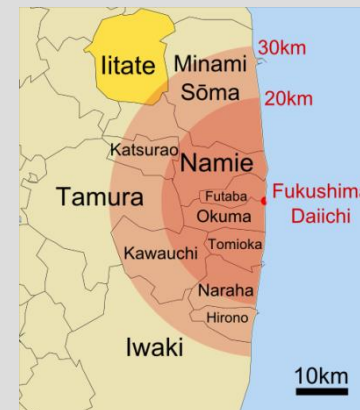 Iitate
Minami
Sōma
30km
20km
Katsurao
Namie
Tamura
Futaba
Okuma
Fukushima
Daiichi
Tomioka
Kawauchi
Naraha
Hirono
Iwaki
10km